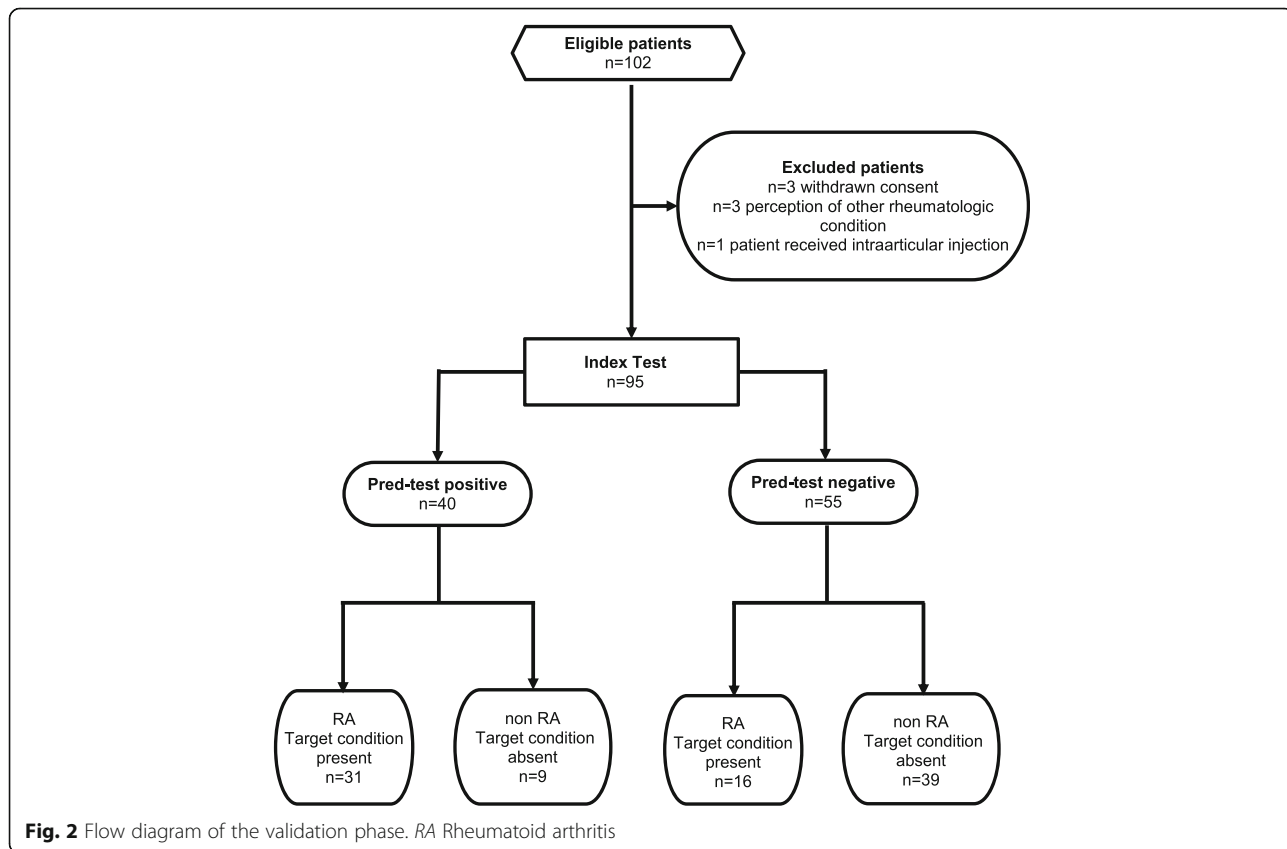 Eligible patients
n=102
Excluded patients
n=3 withdrawn consent
n=3 perception of other rheumatologic
condition
n=1 patient received intraarticular injection
Index Test
n=95
Pred-test positive
n=40
Pred-test negative
n=55
RA
Target condition
present
n=31
non RA
Target condition
absent
n=9
RA
Target condition
present
n=16
non RA
Target condition
absent
n=39
Fig. 2 Flow diagram of the validation phase. RA Rheumatoid arthritis